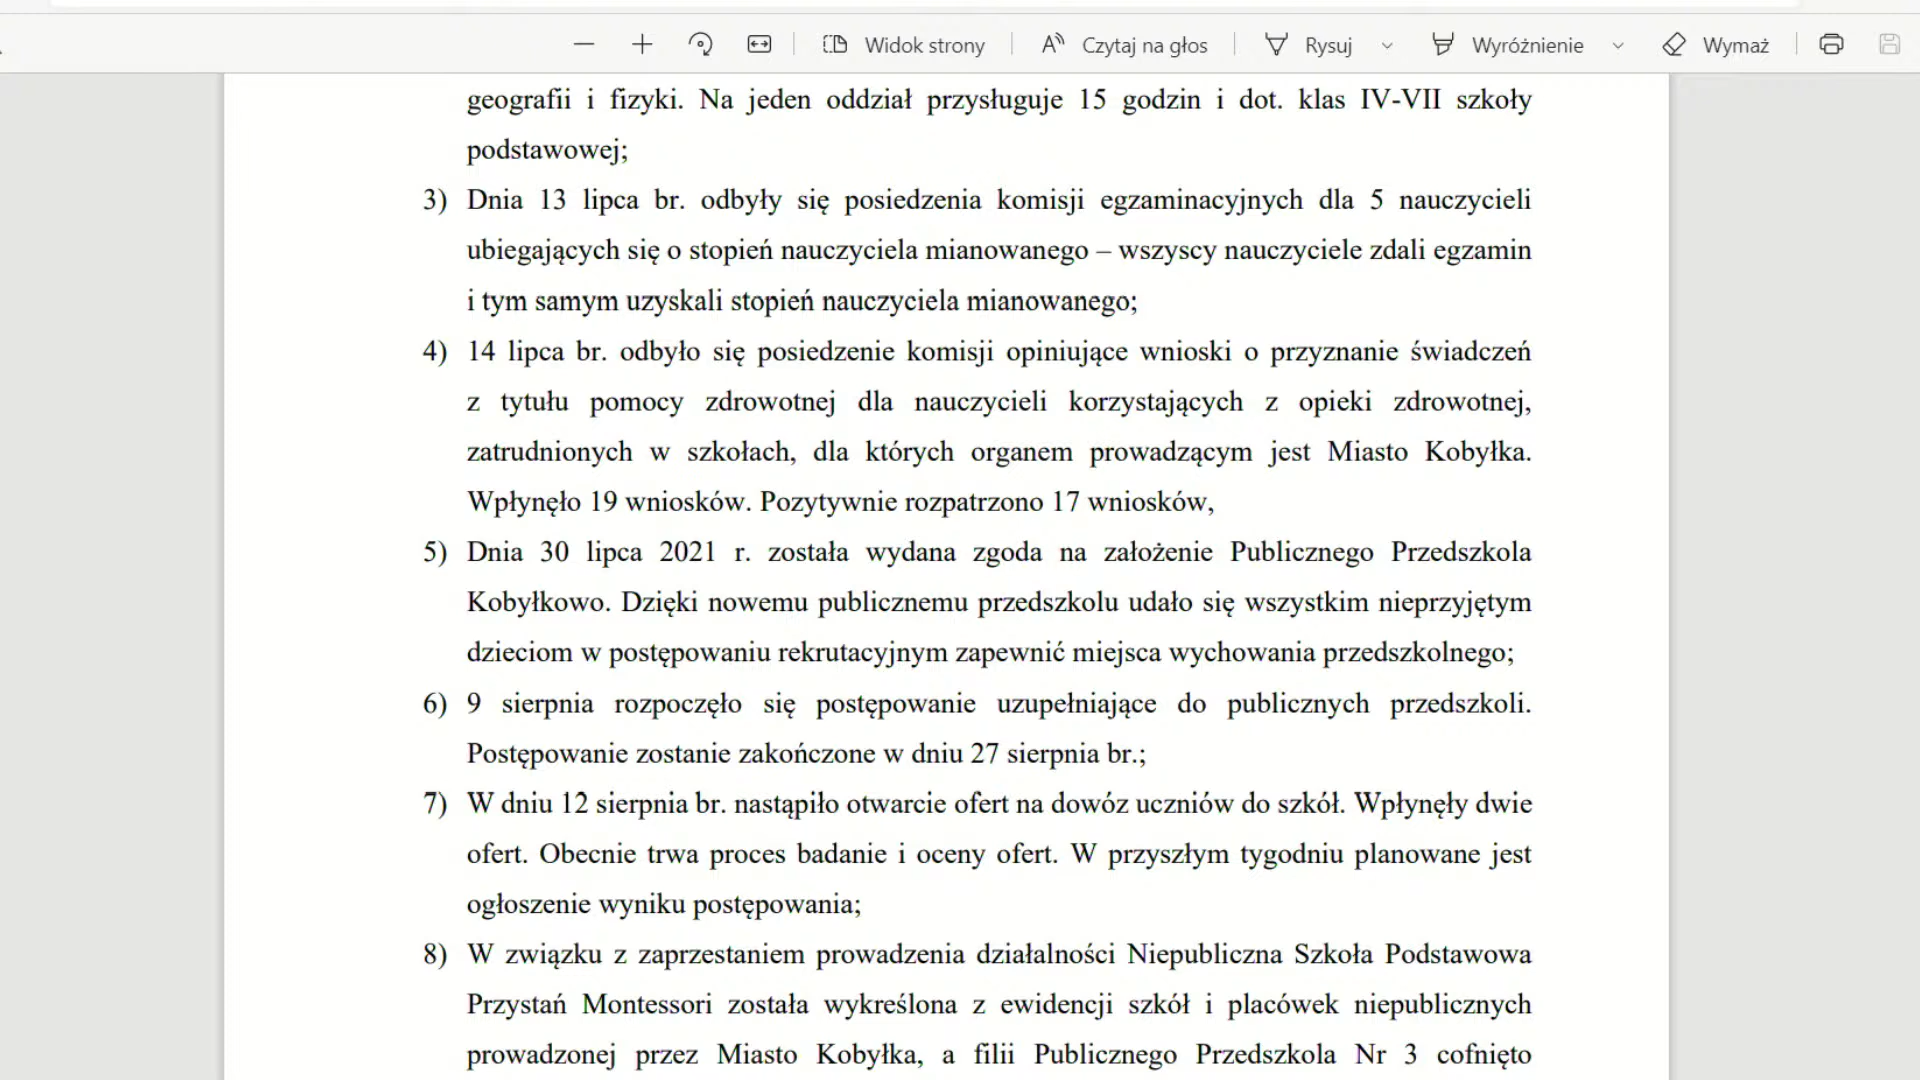 Widok strony
Czytaj na głos
Rysuj
Wyróżnienie
Wymaż
geografii i fizyki. Na jeden oddział przysługuje 15 godzin i dot. klas IV-VII szkoły
podstawowej;
3) Dnia 13 lipca br. odbyły się posiedzenia komisji egzaminacyjnych dla 5 nauczycieli
ubiegających się o stopień nauczyciela mianowanego – wszyscy nauczyciele zdali egzamin
i tym samym uzyskali stopień nauczyciela mianowanego;
4) 14 lipca br. odbyło się posiedzenie komisji opiniujące wnioski o przyznanie świadczeń
z tytułu pomocy zdrowotnej dla nauczycieli korzystających z opieki zdrowotnej,
zatrudnionych w szkołach, dla których organem prowadzącym jest Miasto Kobyłka.
Wpłynęło 19 wniosków. Pozytywnie rozpatrzono 17 wniosków,
5) Dnia 30 lipca 2021 r. została wydana zgoda na założenie Publicznego Przedszkola
Kobyłkowo. Dzięki nowemu publicznemu przedszkolu udało się wszystkim nieprzyjętym
dzieciom w postępowaniu rekrutacyjnym zapewnić miejsca wychowania przedszkolnego;
6) 9 sierpnia rozpoczęło się postępowanie uzupełniające do publicznych przedszkoli.
Postępowanie zostanie zakończone w dniu 27 sierpnia br.;
7) W dniu 12 sierpnia br. nastąpiło otwarcie ofert na dowóz uczniów do szkół. Wpłynęły dwie
ofert. Obecnie trwa proces badanie i oceny ofert. W przyszłym tygodniu planowane jest
ogłoszenie wyniku postępowania;
8) W związku z zaprzestaniem prowadzenia działalności Niepubliczna Szkoła Podstawowa
Przystań Montessori została wykreślona z ewidencji szkół i placówek niepublicznych
prowadzonej przez Miasto Kobyłka, a filii Publicznego Przedszkola Nr 3 cofnięto